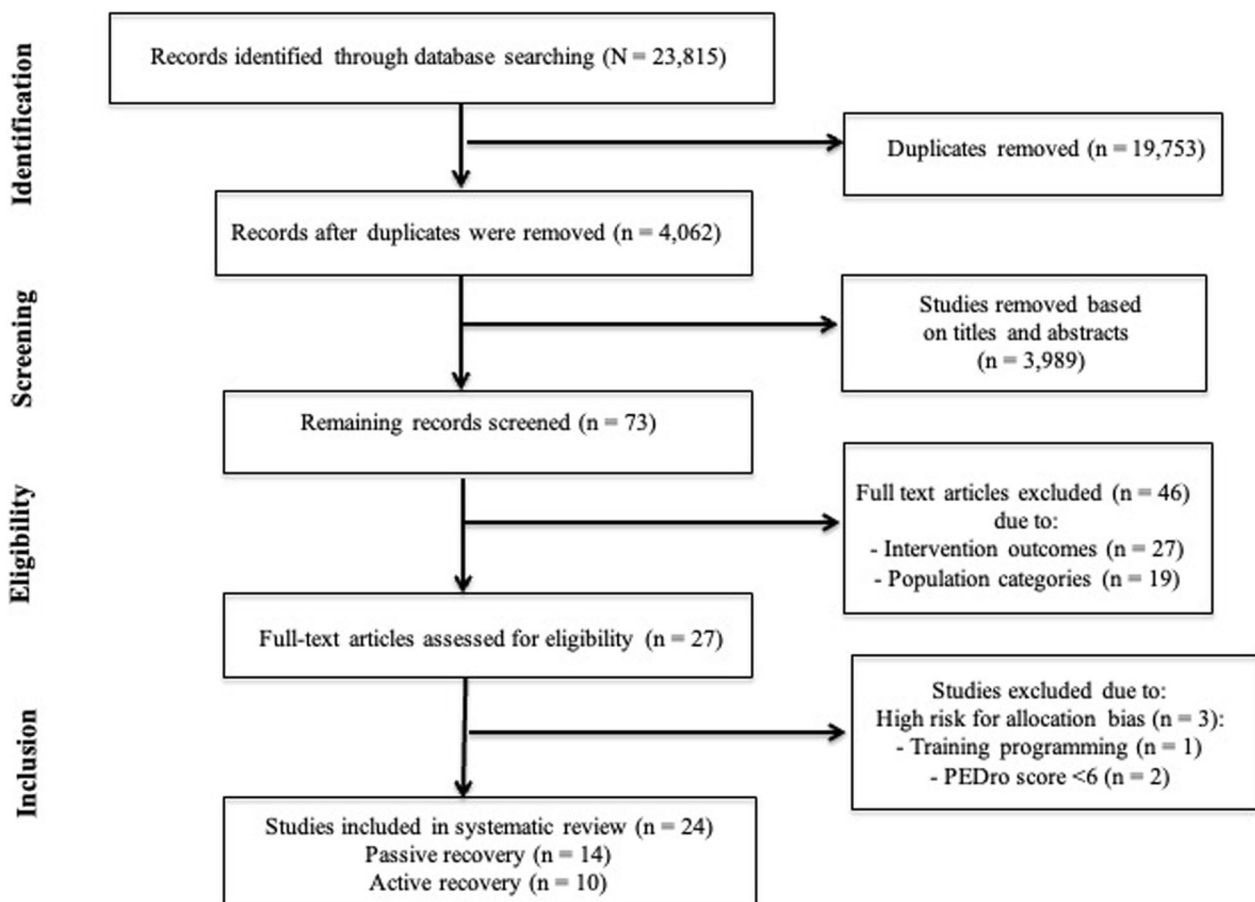 Identification
Records identified through database searching (N = 23,815)
Duplicates removed (n = 19,753)
Records after duplicates were removed (n = 4,062)
Screening
Studies removed based
on titles and abstracts
(n = 3,989)
Remaining records screened (n = 73)
Eligibility
Full text articles excluded (n = 46)
due to:
- Intervention outcomes (n = 27)
- Population categories (n = 19)
Full-text articles assessed for eligibility (n = 27)
Inclusion
Studies excluded due to:
High risk for allocation bias (n = 3):
- Training programming (n = 1)
- PEDro score <6 (n = 2)
Studies included in systematic review (n = 24)
Passive recovery (n = 14)
Active recovery (n = 10)